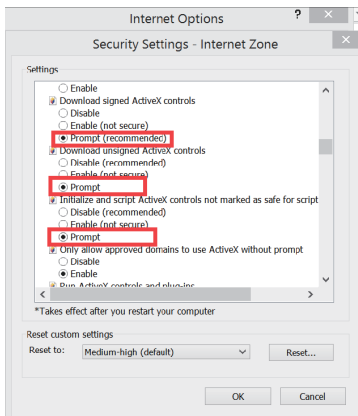 Internet Options
?
Security Settings - Internet Zone
Settings
Enable
Download signed ActiveX controls
Disable
Enable (not secure)
Prompt (recommended)
Download unsigned ActiveX controls
Disable (recommended)
Enable (not secure)
Prompt
Initialize and script ActiveX controls not marked as safe for script
Disable (recommended)
Enable (not secure)
Prompt
Only allow approved domains to use ActiveX without prompt
Disable
Enable
Run ActiveX controls and plug-ins
*Takes effect after you restart your computer
Reset custom settings
Reset to: Medium-high (default) Reset...
OK Cancel